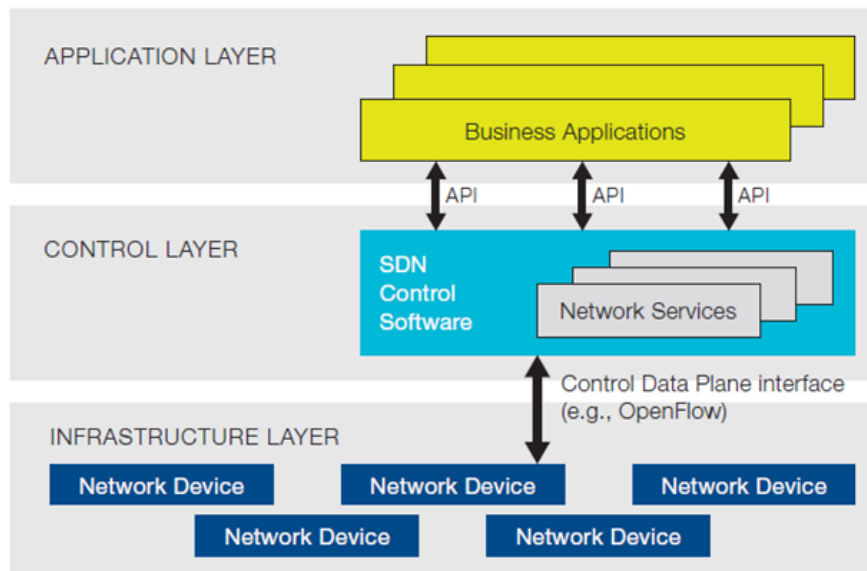 APPLICATION LAYER
Business Applications
API
API
API
CONTROL LAYER
SDN
Control
Software
Network Services
Control Data Plane interface
(e.g., OpenFlow)
INFRASTRUCTURE LAYER
Network Device
Network Device
Network Device
Network Device
Network Device